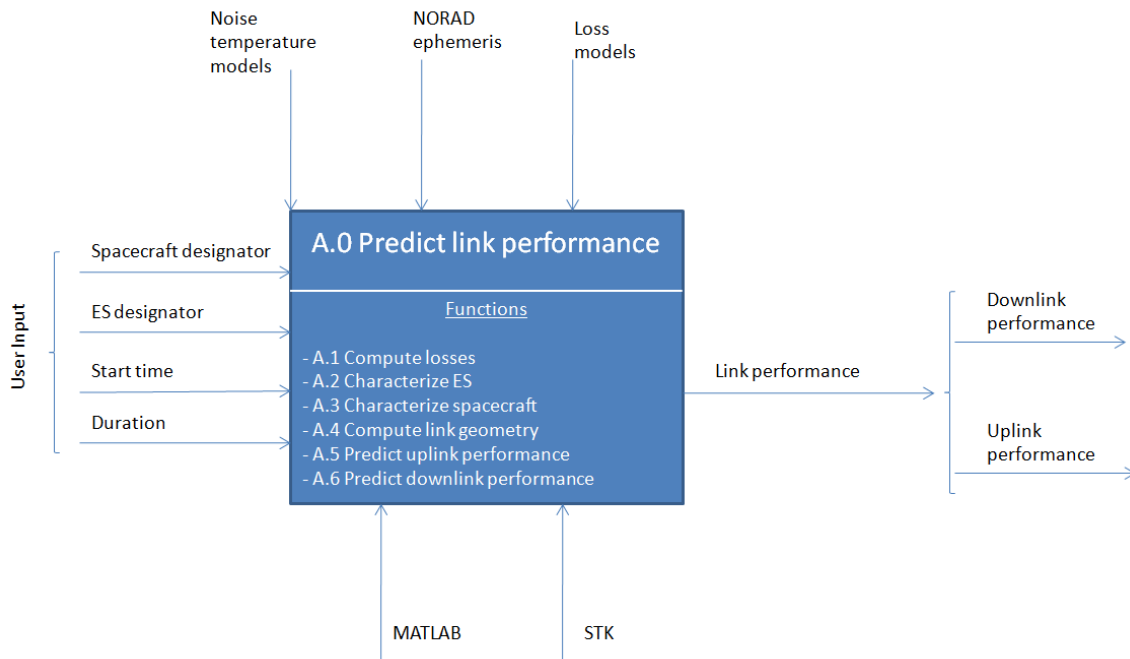 Noise
temperature
models
NORAD
ephemeris
Loss
models
User Input
Spacecraft designator
ES designator
Start time
Duration
A.0 Predict link performance
Functions
- A.1 Compute losses
- A.2 Characterize ES
- A.3 Characterize spacecraft
- A.4 Compute link geometry
- A.5 Predict uplink performance
- A.6 Predict downlink performance
Link performance
Downlink
performance
Uplink
performance
MATLAB
STK